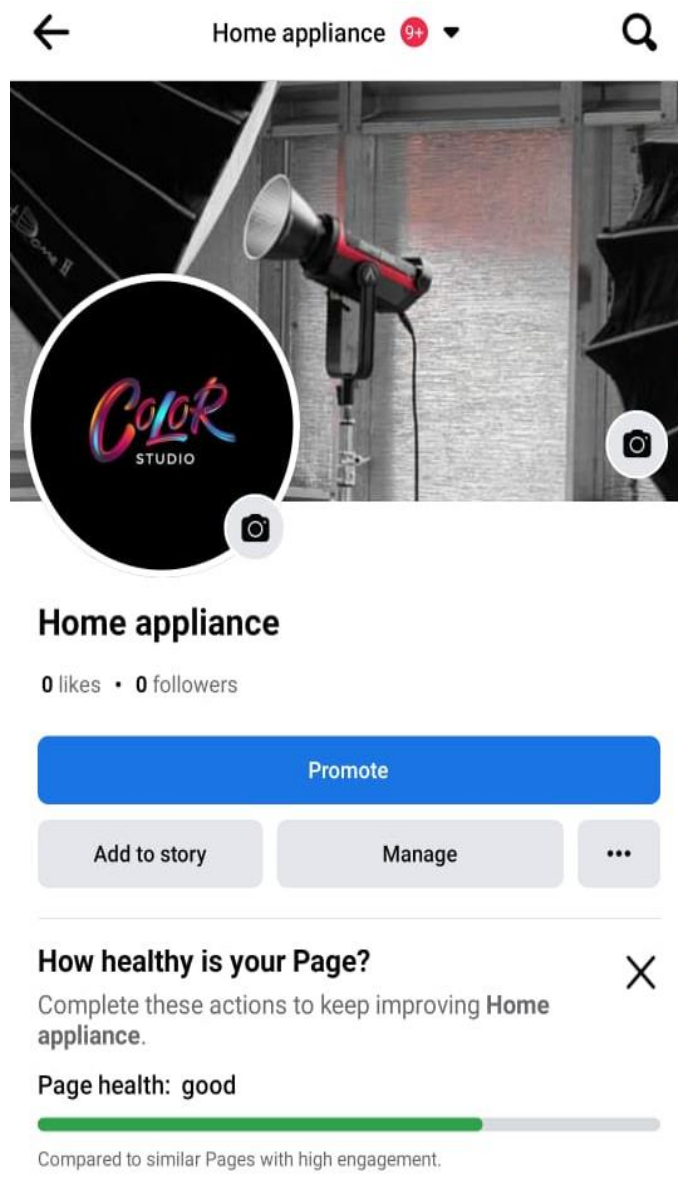 Home appliance 9+
Dome II
COLOR
STUDIO
Home appliance
0 likes • 0 followers
Promote
Add to story
Manage
•••
How healthy is your Page?
Complete these actions to keep improving Home
appliance.
Page health: good
Compared to similar Pages with high engagement.